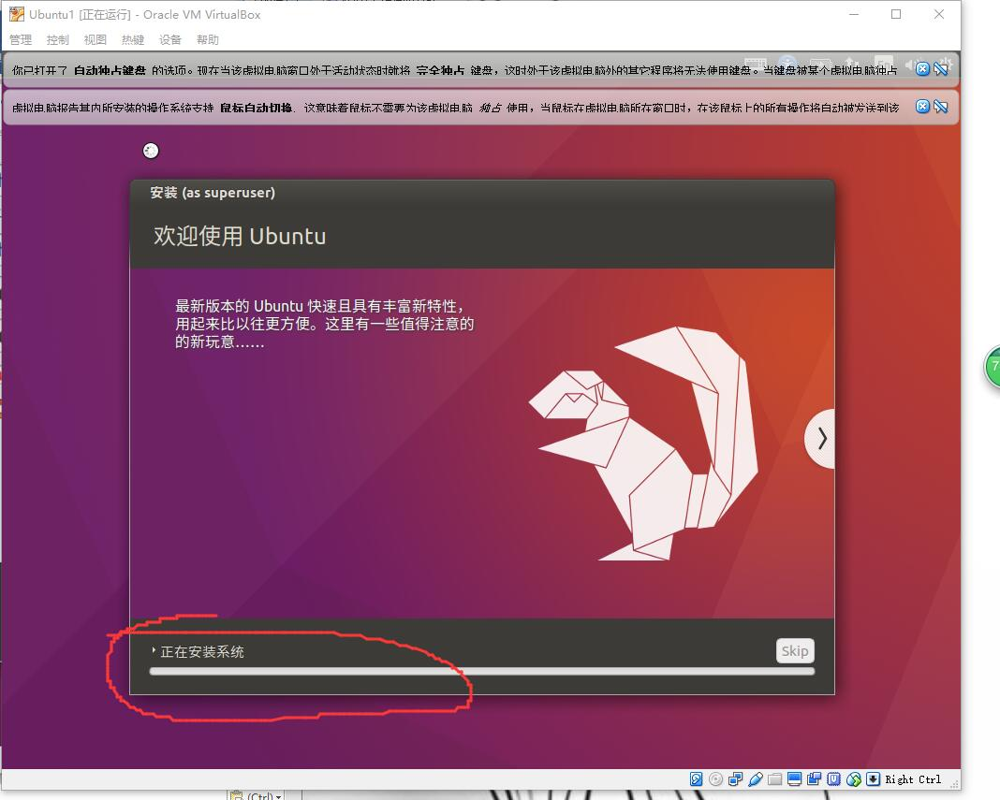 Ubuntu1 [正在运行] - Oracle VM VirtualBox
管理 控制 视图 热键 设备 帮助
你已打开了 自动独占键盘 的选项。现在当该虚拟电脑窗口处于活动状态时就将 完全独占 键盘，这时处于该虚拟电脑外的其它程序将无法使用键盘。当键盘被某个虚拟电脑独占
虚拟电脑报告其内所安装的操作系统支持 鼠标自动切换. 这意味着鼠标不需要为该虚拟电脑 独占 使用，当鼠标在虚拟电脑所在窗口时，在该鼠标上的所有操作将自动被发送到该
安装 (as superuser)
欢迎使用 Ubuntu
最新版本的 Ubuntu 快速且具有丰富新特性，
用起来比以往更方便。这里有一些值得注意的
的新玩意……
正在安装系统
Skip
Right Ctrl
(Ctrl)